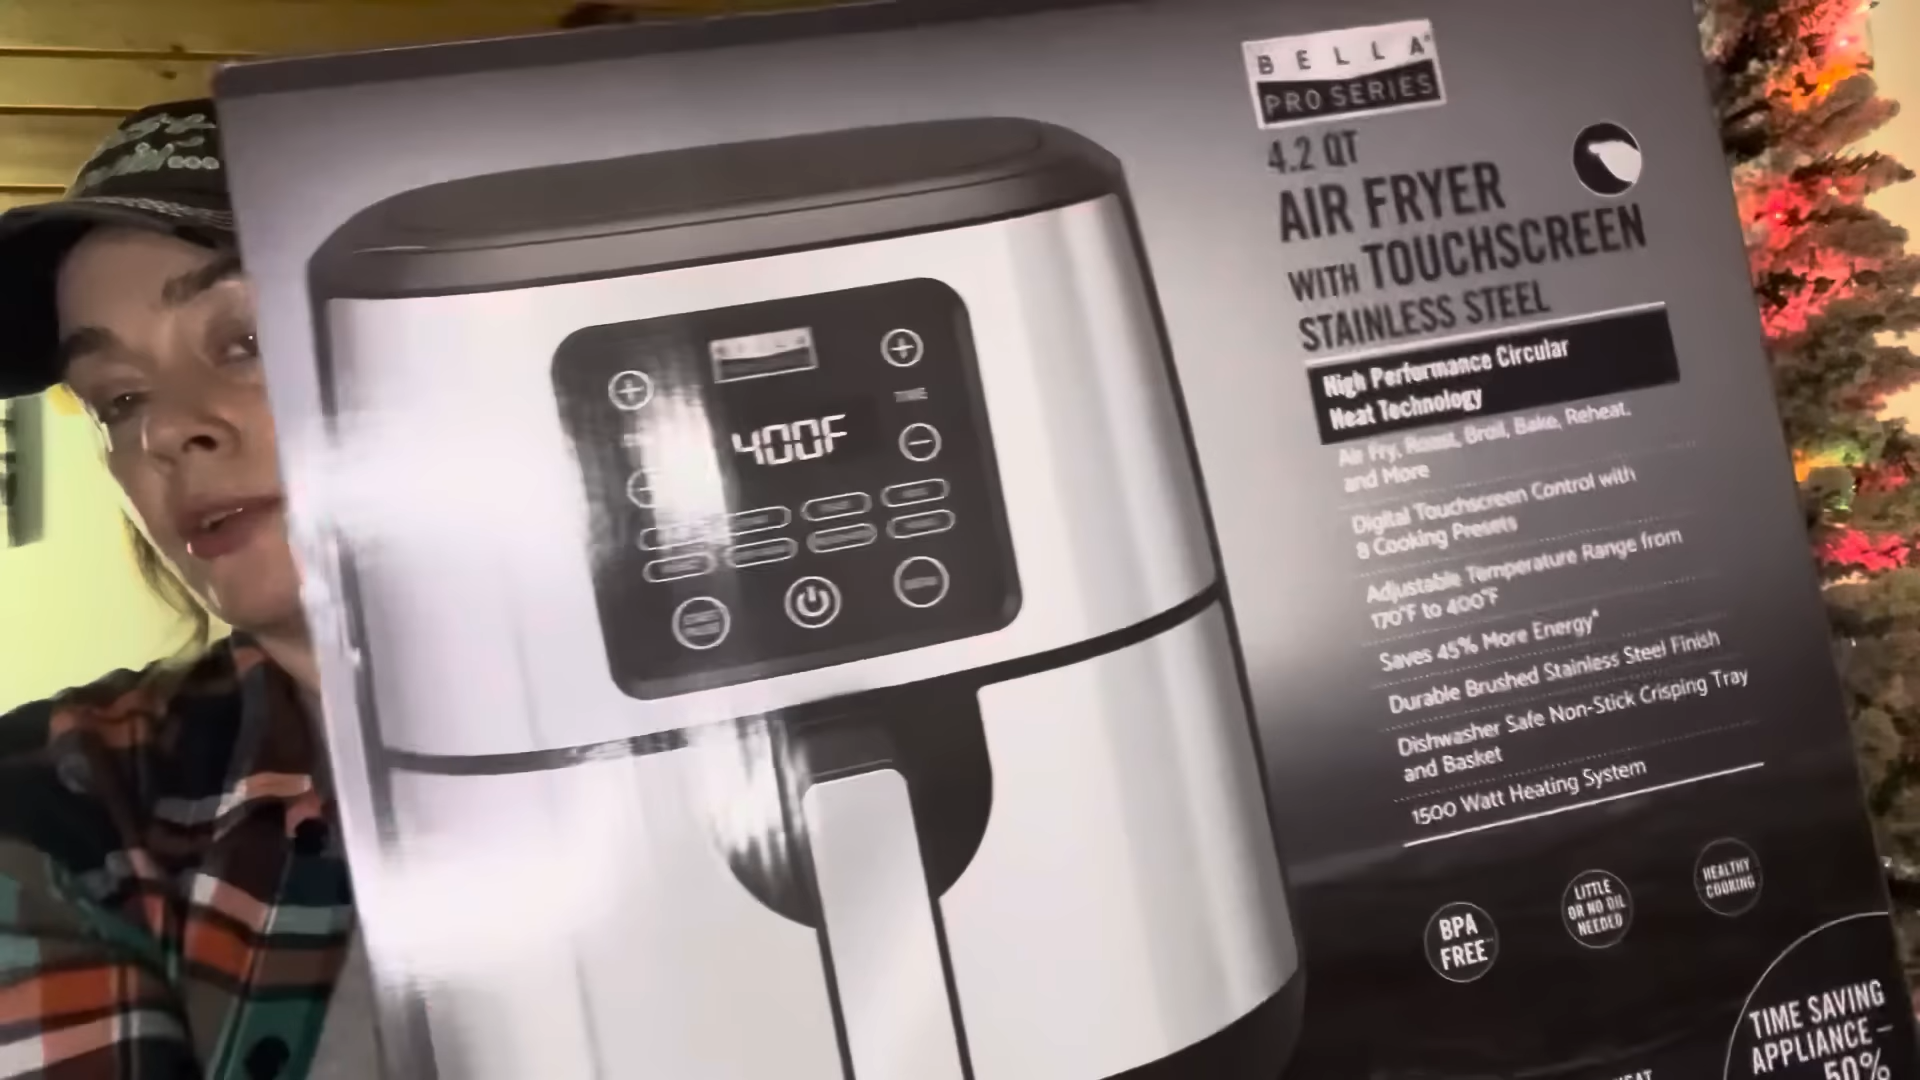 BELLA
PRO SERIES
4.2 QT
AIR FRYER
WITH TOUCHSCREEN
STAINLESS STEEL
High Performance Circular
Heat Technology
Air Fry, Roast, Broil, Bake, Reheat,
and More
Digital Touchscreen Control with
8 Cooking Presets
Adjustable Temperature Range from
170°F to 400°F
Saves 45% More Energy*
Durable Brushed Stainless Steel Finish
Dishwasher Safe Non-Stick Crisping Tray
and Basket
1500 Watt Heating System
BPA
FREE
LITTLE
OR NO OIL
NEEDED
HEALTHY
COOKING
TIME SAVING
APPLIANCE –
50%
BELLA
TIME
400F